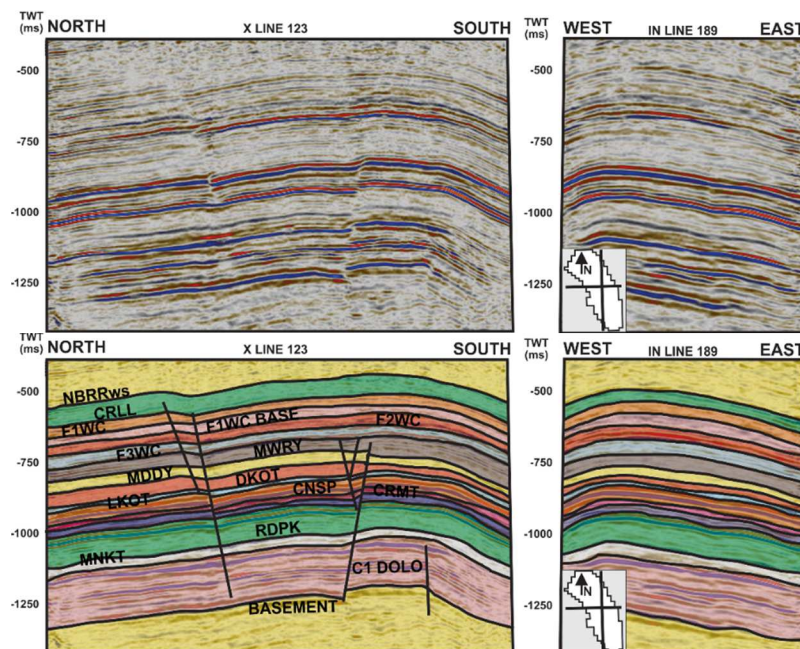 TWT
(ms)
NORTH
X LINE 123
SOUTH
-500
-750
-1000
-1250
TWT
(ms)
WEST
IN LINE 189
EAST
-500
-750
-1000
-1250
N
TWT
(ms)
NORTH
X LINE 123
SOUTH
-500
-750
-1000
-1250
NBRRws
CRLL
F1WC
F1WC BASE
F2WC
F3WC
MWRY
MDDY
DKOT
LKOT
CNSP
CRMT
RDPK
MNKT
C1 DOLO
BASEMENT
TWT
(ms)
WEST
IN LINE 189
EAST
-500
-750
-1000
-1250
N